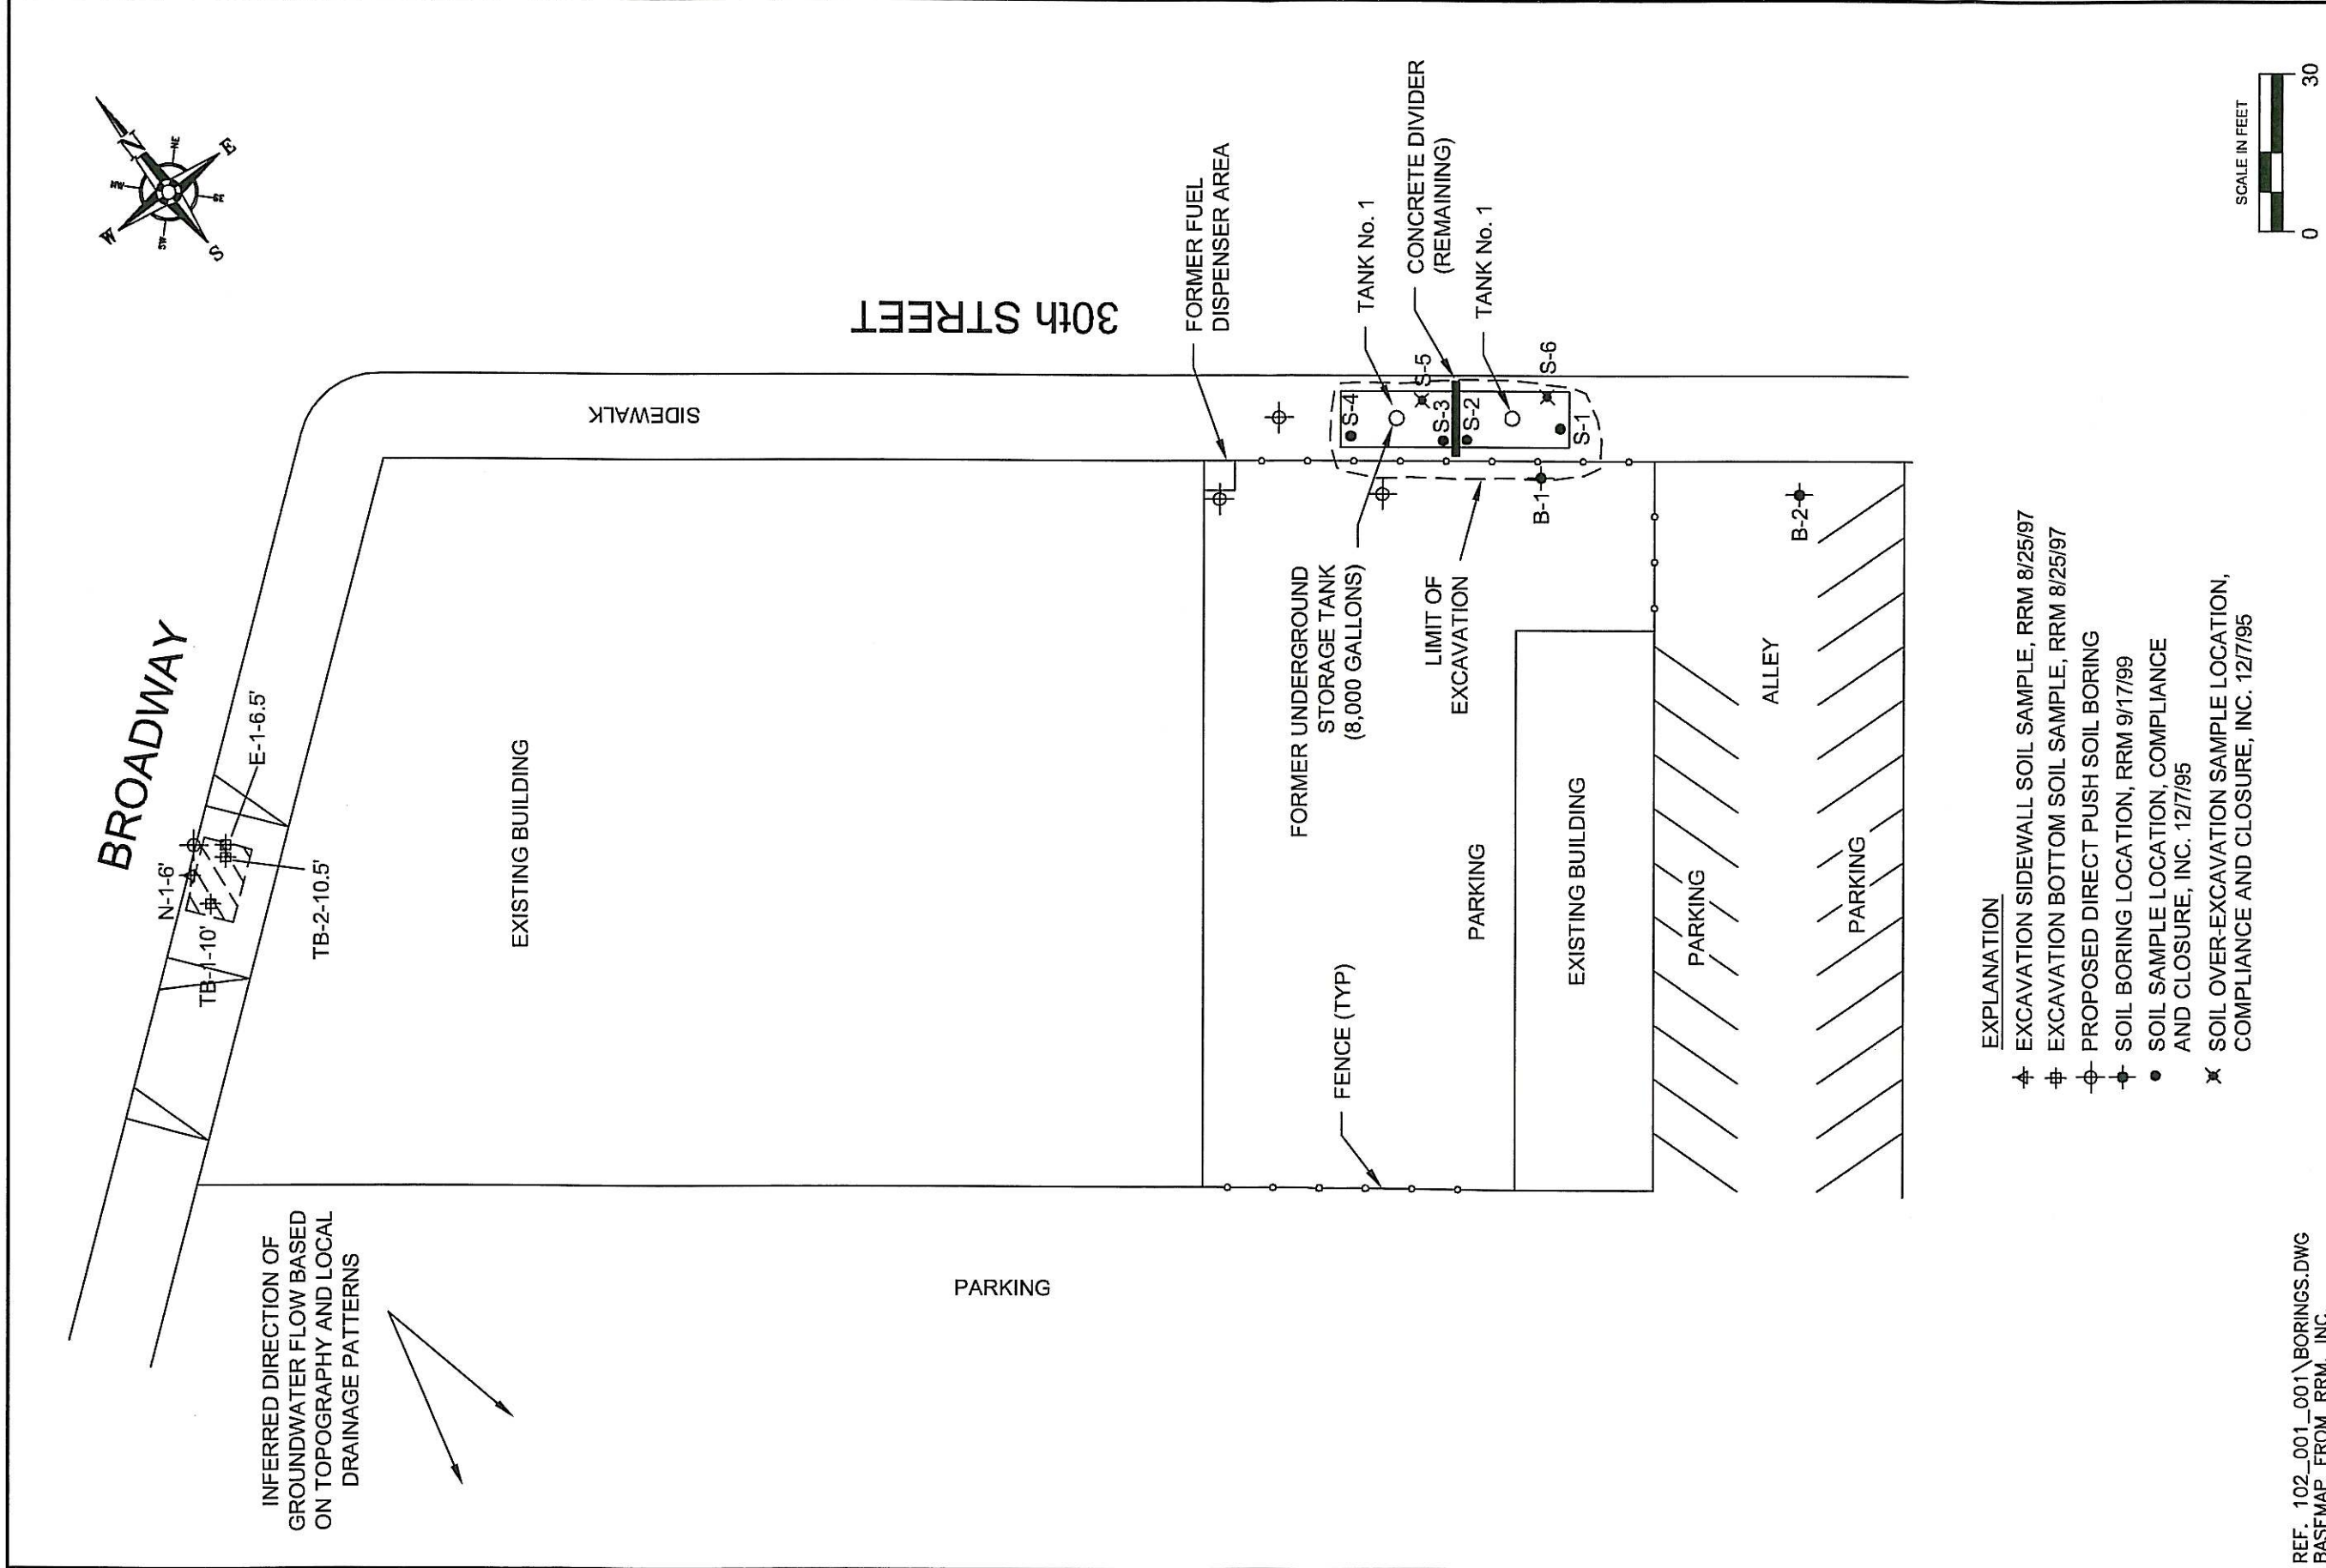 BROADWAY
N-1-6'
TB-1-10'
E-1-6.5'
TB-2-10.5'
SIDEWALK
30th STREET
N
NE
E
SE
S
SW
W
NW
EXISTING BUILDING
INFERRED DIRECTION OF
GROUNDWATER FLOW BASED
ON TOPOGRAPHY AND LOCAL
DRAINAGE PATTERNS
PARKING
FORMER FUEL
DISPENSER AREA
TANK No. 1
CONCRETE DIVIDER
(REMAINING)
TANK No. 1
S-4
S-5
S-3
S-2
S-6
S-1
B-1
FORMER UNDERGROUND
STORAGE TANK
(8,000 GALLONS)
LIMIT OF
EXCAVATION
FENCE (TYP)
PARKING
EXISTING BUILDING
PARKING
ALLEY
B-2
PARKING
EXPLANATION
EXCAVATION SIDEWALL SOIL SAMPLE, RRM 8/25/97
EXCAVATION BOTTOM SOIL SAMPLE, RRM 8/25/97
PROPOSED DIRECT PUSH SOIL BORING
SOIL BORING LOCATION, RRM 9/17/99
SOIL SAMPLE LOCATION, COMPLIANCE
AND CLOSURE, INC. 12/7/95
SOIL OVER-EXCAVATION SAMPLE LOCATION,
COMPLIANCE AND CLOSURE, INC. 12/7/95
SCALE IN FEET
0 30
REF. 102_001_001\BORINGS.DWG
BASEMAP FROM RRM, INC.